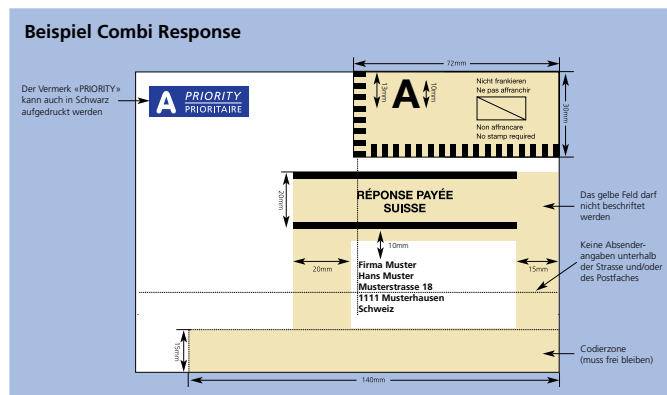 Beispiel Combi Response
72mm
Der Vermerk «PRIORITY»
kann auch in Schwarz
aufgedruckt werden
A PRIORITY
PRIORITAIRE
13mm
A
10mm
Nicht frankieren
Ne pas affranchir
Non affrancare
No stamp required
30mm
20mm
RÉPONSE PAYÉE
SUISSE
Das gelbe Feld darf
nicht beschriftet
werden
10mm
20mm
15mm
Firma Muster
Hans Muster
Musterstrasse 18
1111 Musterhausen
Schweiz
Keine Absender-
angaben unterhalb
der Strasse und/oder
des Postfaches
15mm
Codierzone
(muss frei bleiben)
140mm